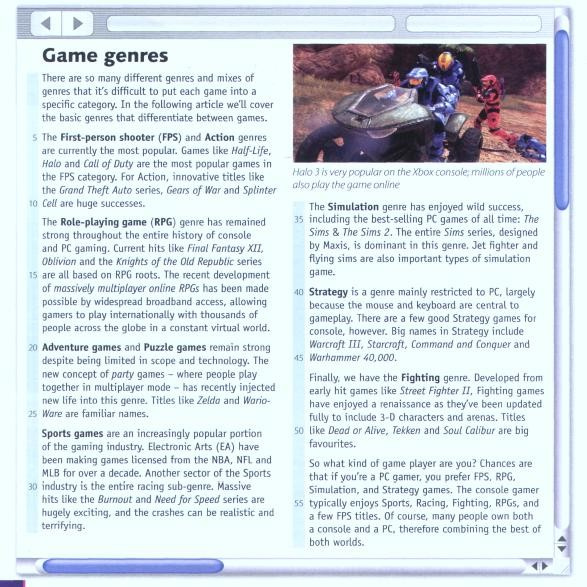 Game genres
There are so many different genres and mixes of
genres that it's difficult to put each game into a
specific category. In the following article we'll cover
the basic genres that differentiate between games.
5 The First-person shooter (FPS) and Action genres
are currently the most popular. Games like Half-Life,
Halo and Call of Duty are the most popular games in
the FPS category. For Action, innovative titles like
the Grand Theft Auto series, Gears of War and Splinter
10 Cell are huge successes.
The Role-playing game (RPG) genre has remained
strong throughout the entire history of console
and PC gaming. Current hits like Final Fantasy XII,
Oblivion and the Knights of the Old Republic series
15 are all based on RPG roots. The recent development
of massively multiplayer online RPGs has been made
possible by widespread broadband access, allowing
gamers to play internationally with thousands of
people across the globe in a constant virtual world.
20 Adventure games and Puzzle games remain strong
despite being limited in scope and technology. The
new concept of party games – where people play
together in multiplayer mode – has recently injected
new life into this genre. Titles like Zelda and Wario-
25 Ware are familiar names.
Sports games are an increasingly popular portion
of the gaming industry. Electronic Arts (EA) have
been making games licensed from the NBA, NFL and
MLB for over a decade. Another sector of the Sports
30 industry is the entire racing sub-genre. Massive
hits like the Burnout and Need for Speed series are
hugely exciting, and the crashes can be realistic and
terrifying.
Halo 3 is very popular on the Xbox console; millions of people
also play the game online
The Simulation genre has enjoyed wild success,
35 including the best-selling PC games of all time: The
Sims & The Sims 2. The entire Sims series, designed
by Maxis, is dominant in this genre. Jet fighter and
flying sims are also important types of simulation
game.
40 Strategy is a genre mainly restricted to PC, largely
because the mouse and keyboard are central to
gameplay. There are a few good Strategy games for
console, however. Big names in Strategy include
Warcraft III, Starcraft, Command and Conquer and
45 Warhammer 40,000.
Finally, we have the Fighting genre. Developed from
early hit games like Street Fighter II, Fighting games
have enjoyed a renaissance as they've been updated
fully to include 3-D characters and arenas. Titles
50 like Dead or Alive, Tekken and Soul Calibur are big
favourites.
So what kind of game player are you? Chances are
that if you're a PC gamer, you prefer FPS, RPG,
Simulation, and Strategy games. The console gamer
55 typically enjoys Sports, Racing, Fighting, RPGs, and
a few FPS titles. Of course, many people own both
a console and a PC, therefore combining the best of
both worlds.